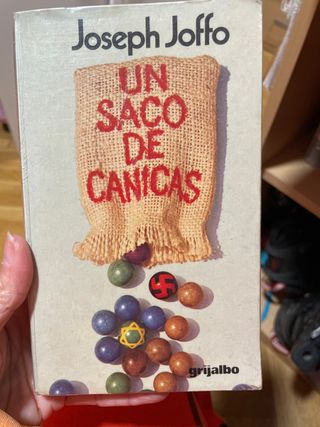 Joseph Joffo
UN
SACO
DE
CANICAS
grijalbo